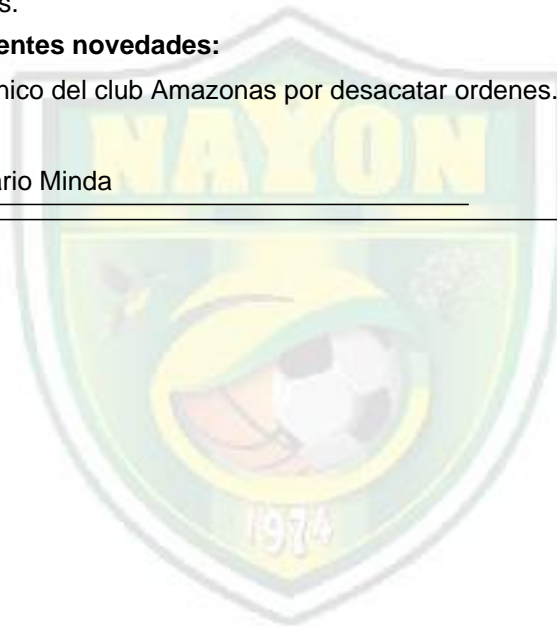 s.
entes novedades:
nico del club Amazonas por desacatar ordenes.
ario Minda
NAYON
1974